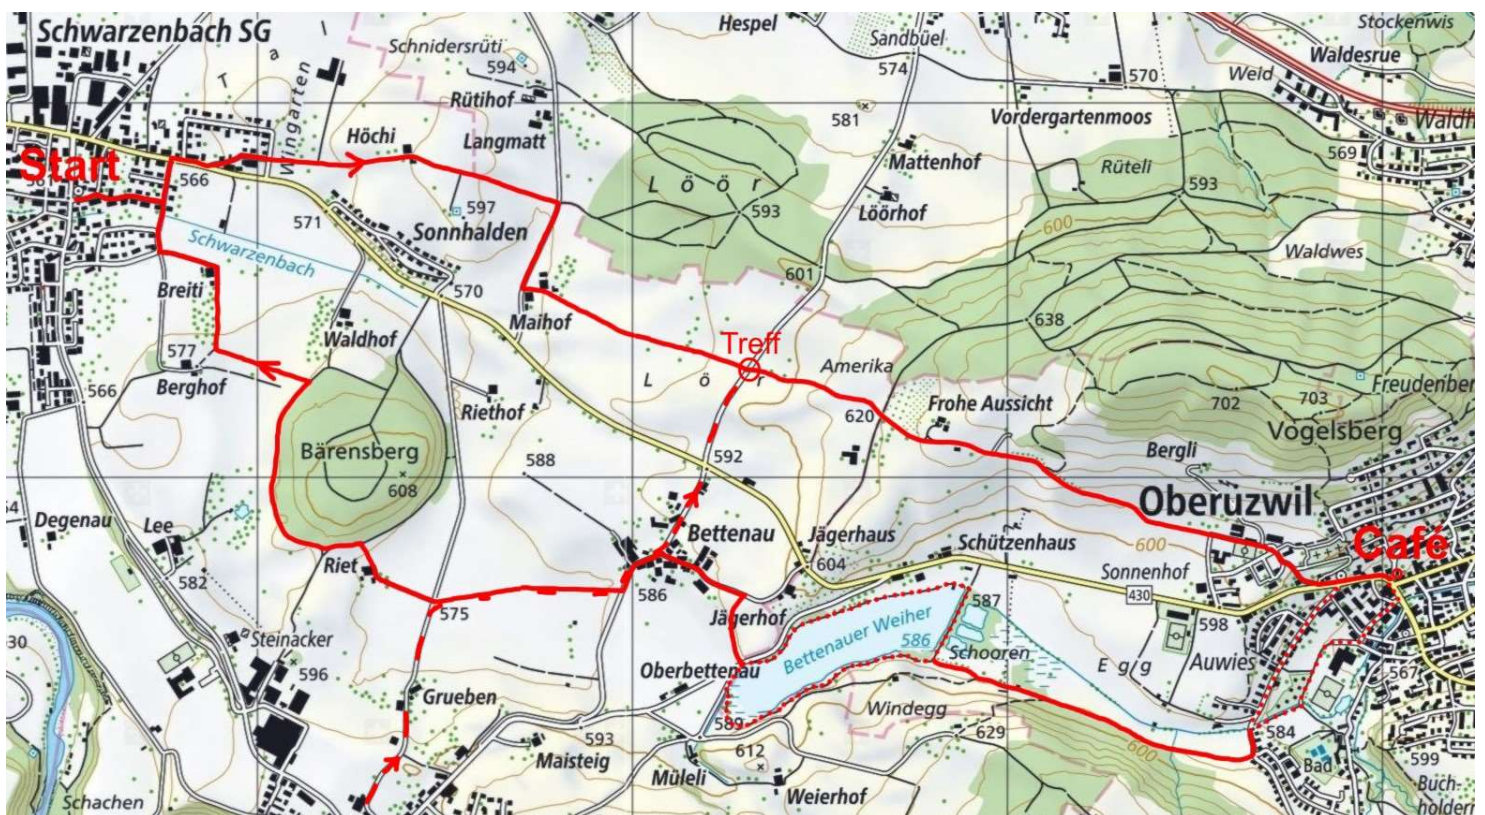 Schwarzenbach SG
Hespel
Stockenwis
Schnidersrüti
Sandbüel
Waldesrue
594
574
570
Weid
Rütihof
T a l
Wingarten
581
Vordergartenmoos
Höchi
Langmatt
Mattenhof
569
Start
566
Löör
Rüteli
593
597
593
Löörhof
571
Sonnhalden
600
Waldwes
Schwarzenbach
601
Breiti
570
Maihof
638
Waldhof
Treff
577
Lör
Amerika
Freudenber
Berghof
566
Riethof
620
Frohe Aussicht
702
703
Vogelsberg
Bärensberg
592
Bergli
588
608
Oberuzwil
Degenau
Lee
Bettenau
Jägerhaus
Schützenhaus
600
Café
Riet
604
Sonnenhof
582
430
575
586
587
598
Jägerhof
Bettenauer Weiher
586
Steinacker
30
Schooren
Egg
Auwies
596
Oberbettenau
567
Grueben
Windegg
589
593
629
584
600
612
Maisteig
Bad
599
Müleli
Weierhof
Buch-
holdern
Schachen